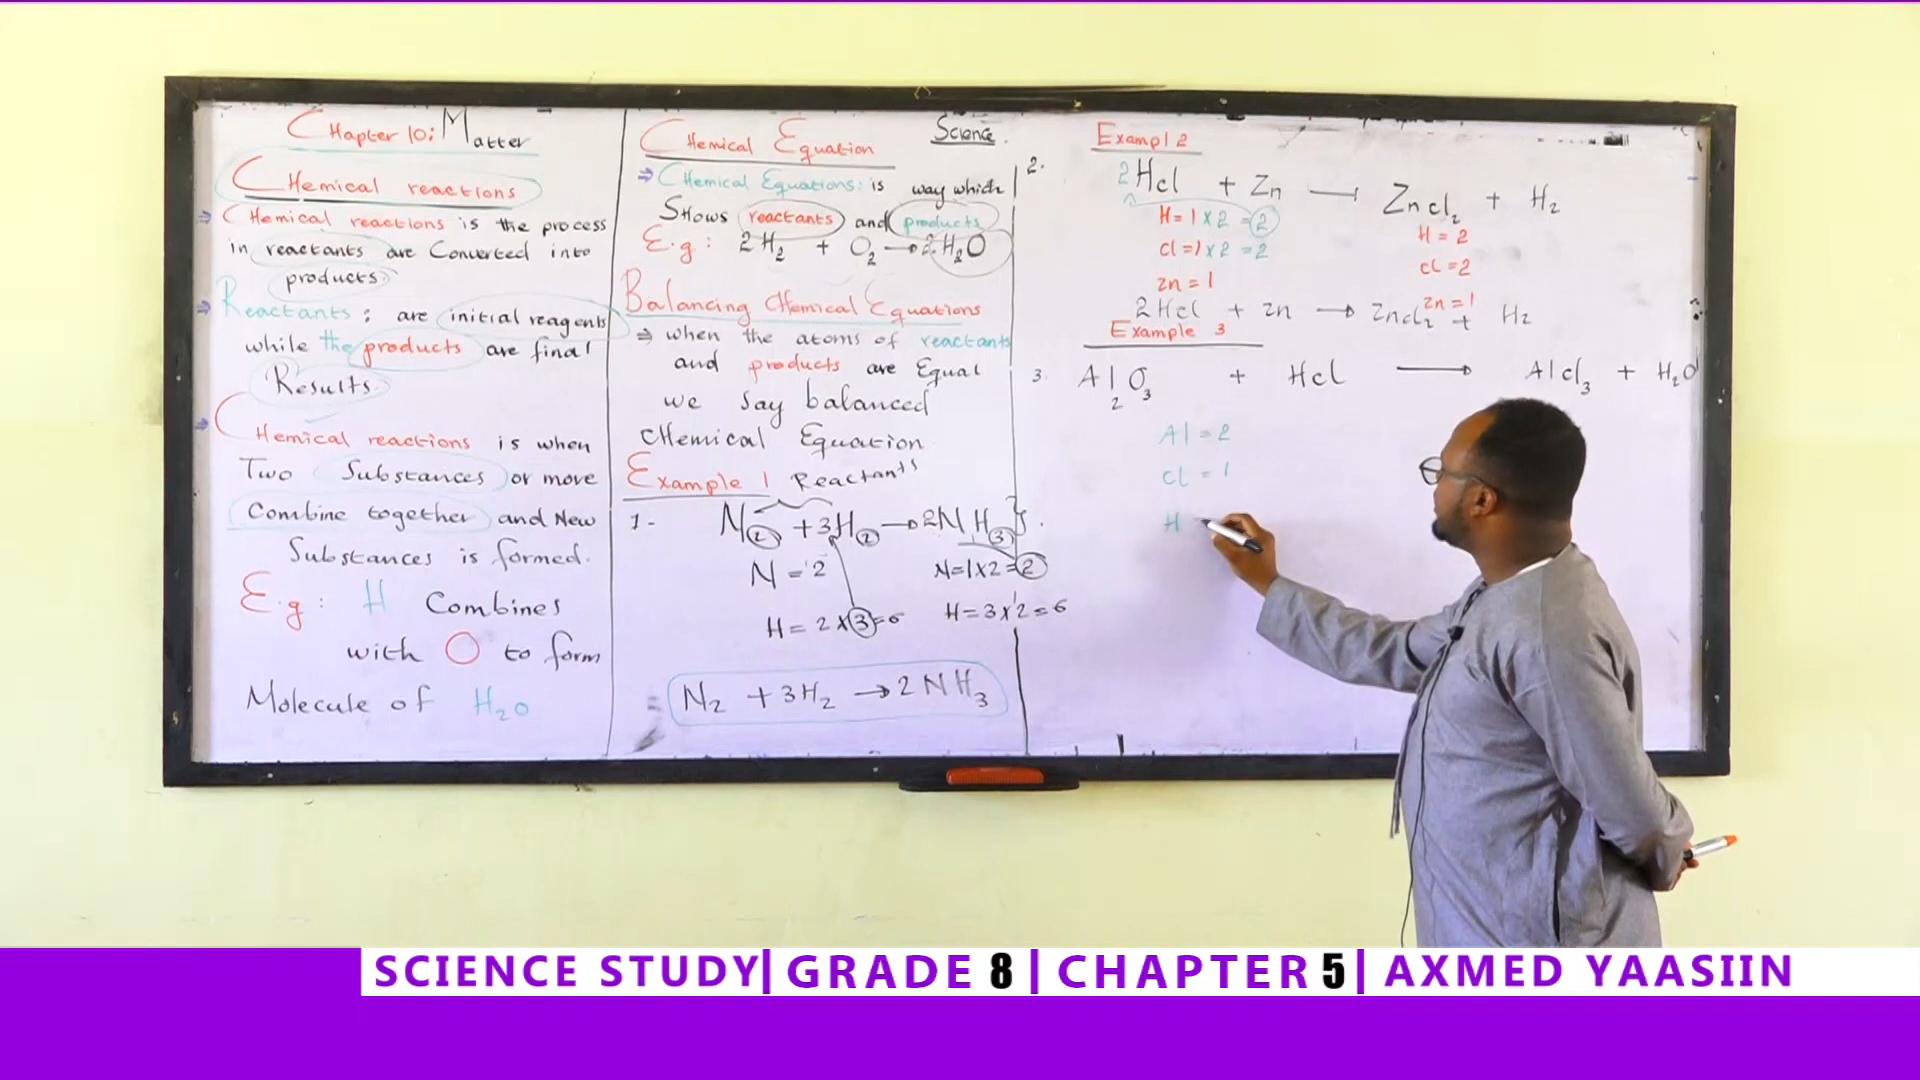 Chapter 10: Matter
Chemical reactions
⇒ Chemical reactions is the process
in reactants are Converted into
products.
⇒ Reactants; are initial reagents
while the products are final
Results
⇒ Chemical reactions is when
Two Substances or more
Combine together and New
Substances is formed.
E.g: H Combines
with O to form
Molecule of H₂O
Chemical Equation Science.
⇒ Chemical Equations: is way which
Shows reactants and products
E.g: 2H₂ + O₂ → 2H₂O
Balancing Chemical Equations
⇒ when the atoms of reactants
and products are Equal
we Say balanced
Chemical Equation
Example 1 Reactants
1- N₂ + 3H₂ → 2NH₃
N = 2 N=1x2=2
H = 2x3=6 H=3x2=6
= N₂ + 3H₂ → 2NH₃
Exampl 2
2. 2Hcl + Zn → Zncl₂ + H₂
H=1x2=2 H=2
cl=1x2=2 cl=2
zn=1 zn=1
2Hcl + zn → Zncl₂ + H₂
Example 3
3. Al₂O₃ + Hcl → Alcl₃ + H₂O
Al = 2
cl = 1
H
SCIENCE STUDY| GRADE 8 | CHAPTER 5 | AXMED YAASIIN